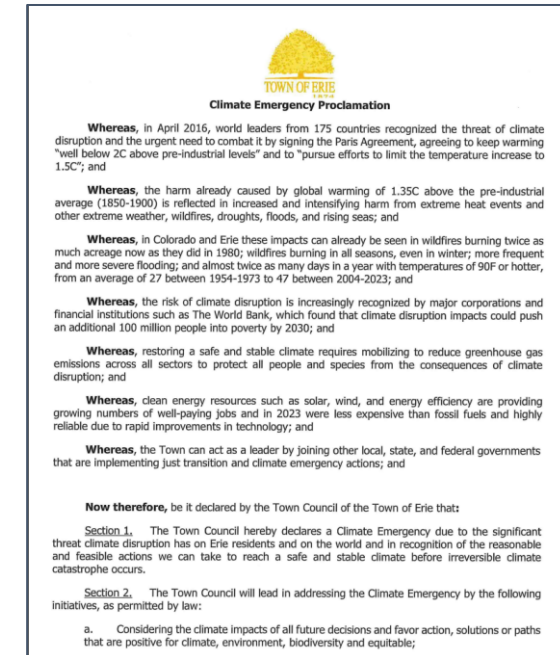 TOWN OF ERIE
1874
Climate Emergency Proclamation
Whereas, in April 2016, world leaders from 175 countries recognized the threat of climate
disruption and the urgent need to combat it by signing the Paris Agreement, agreeing to keep warming
"well below 2C above pre-industrial levels" and to "pursue efforts to limit the temperature increase to
1.5C"; and
Whereas, the harm already caused by global warming of 1.35C above the pre-industrial
average (1850-1900) is reflected in increased and intensifying harm from extreme heat events and
other extreme weather, wildfires, droughts, floods, and rising seas; and
Whereas, in Colorado and Erie these impacts can already be seen in wildfires burning twice as
much acreage now as they did in 1980; wildfires burning in all seasons, even in winter; more frequent
and more severe flooding; and almost twice as many days in a year with temperatures of 90F or hotter,
from an average of 27 between 1954-1973 to 47 between 2004-2023; and
Whereas, the risk of climate disruption is increasingly recognized by major corporations and
financial institutions such as The World Bank, which found that climate disruption impacts could push
an additional 100 million people into poverty by 2030; and
Whereas, restoring a safe and stable climate requires mobilizing to reduce greenhouse gas
emissions across all sectors to protect all people and species from the consequences of climate
disruption; and
Whereas, clean energy resources such as solar, wind, and energy efficiency are providing
growing numbers of well-paying jobs and in 2023 were less expensive than fossil fuels and highly
reliable due to rapid improvements in technology; and
Whereas, the Town can act as a leader by joining other local, state, and federal governments
that are implementing just transition and climate emergency actions; and
Now therefore, be it declared by the Town Council of the Town of Erie that:
Section 1. The Town Council hereby declares a Climate Emergency due to the significant
threat climate disruption has on Erie residents and on the world and in recognition of the reasonable
and feasible actions we can take to reach a safe and stable climate before irreversible climate
catastrophe occurs.
Section 2. The Town Council will lead in addressing the Climate Emergency by the following
initiatives, as permitted by law:
a. Considering the climate impacts of all future decisions and favor action, solutions or paths
that are positive for climate, environment, biodiversity and equitable;